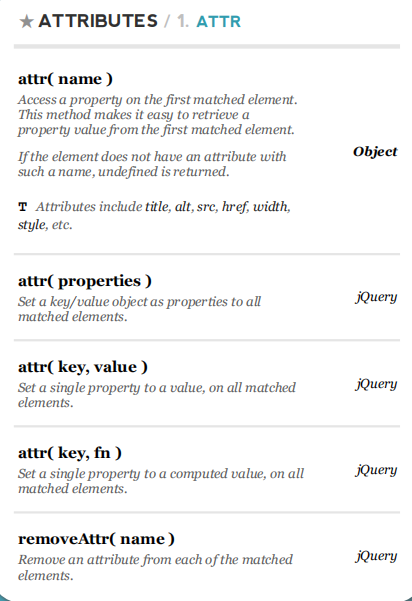 ★ ATTRIBUTES / 1. ATTR
attr( name )
Access a property on the first matched element.
This method makes it easy to retrieve a
property value from the first matched element.
If the element does not have an attribute with
such a name, undefined is returned.
Object
T Attributes include title, alt, src, href, width,
style, etc.
attr( properties )
Set a key/value object as properties to all
matched elements.
jQuery
attr( key, value )
Set a single property to a value, on all matched
elements.
jQuery
attr( key, fn )
Set a single property to a computed value, on all
matched elements.
jQuery
removeAttr( name )
Remove an attribute from each of the matched
elements.
jQuery